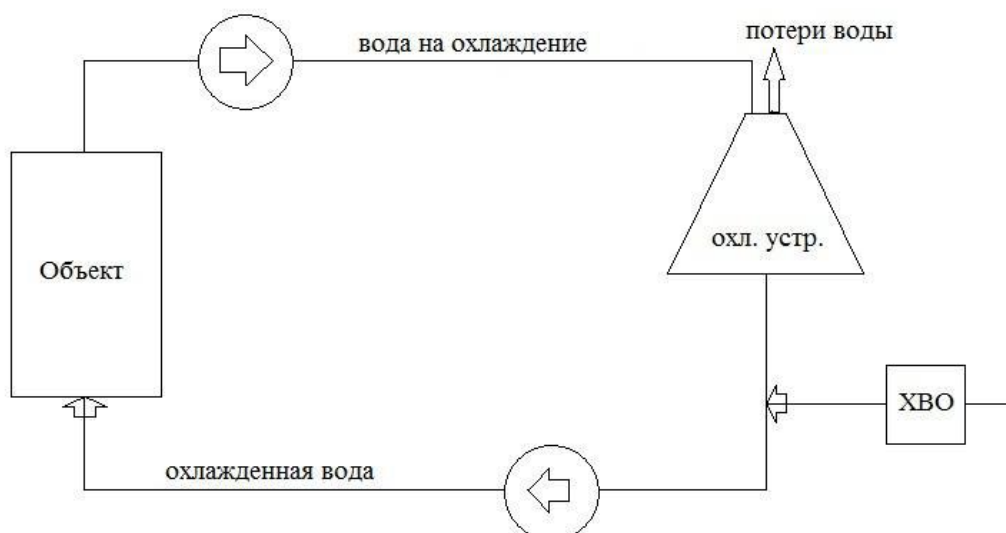 потери воды
вода на охлаждение
охл. устр.
Объект
ХВО
охлажденная вода